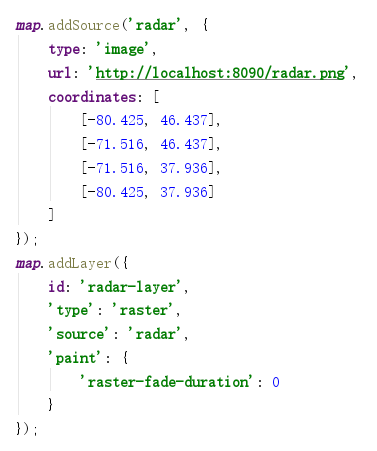 map.addSource('radar', {
    type: 'image',
    url: 'http://localhost:8090/radar.png',
    coordinates: [
        [-80.425, 46.437],
        [-71.516, 46.437],
        [-71.516, 37.936],
        [-80.425, 37.936]
    ]
});
map.addLayer({
    id: 'radar-layer',
    'type': 'raster',
    'source': 'radar',
    'paint': {
        'raster-fade-duration': 0
    }
});